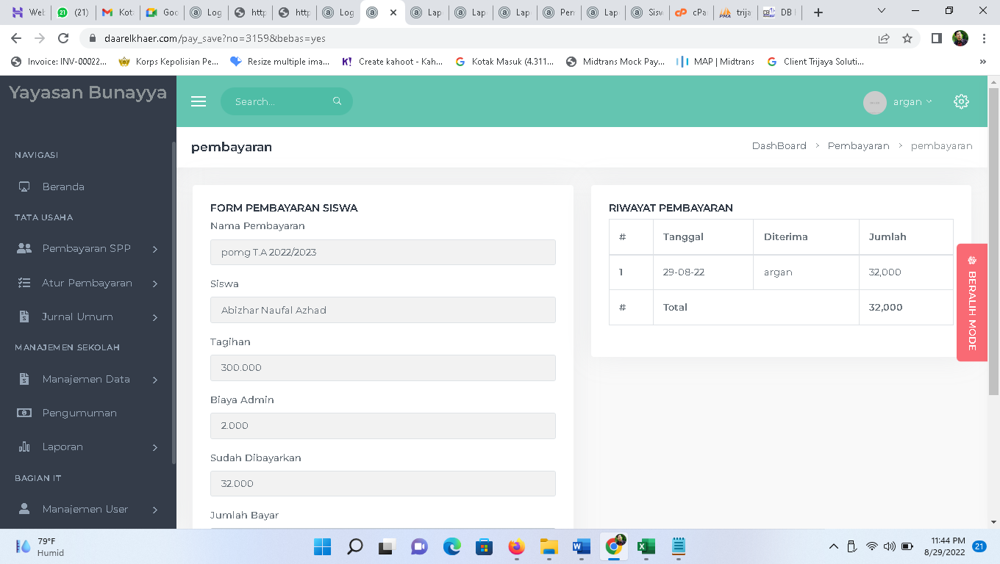 Web
(21)
Kot
Goo
Log
http
http
Log
Lap
Lap
Lap
Pen
Lap
Sisw
cPa
trija
DB
daarelkhaer.com/pay_save?no=3159&bebas=yes
Invoice: INV-00022...
Korps Kepolisian Pe...
Resize multiple ima...
K! Create kahoot - Kah...
Kotak Masuk (4.311...
Midtrans Mock Pay...
MAP | Midtrans
Client Trijaya Soluti...
Yayasan Bunayya
Search...
argan
pembayaran
DashBoard > Pembayaran > pembayaran
NAVIGASI
Beranda
TATA USAHA
Pembayaran SPP
Atur Pembayaran
Jurnal Umum
MANAJEMEN SEKOLAH
Manajemen Data
Pengumuman
Laporan
BAGIAN IT
Manajemen User
FORM PEMBAYARAN SISWA
Nama Pembayaran
pomg T.A 2022/2023
Siswa
Abizhar Naufal Azhad
Tagihan
300.000
Biaya Admin
2.000
Sudah Dibayarkan
32.000
Jumlah Bayar
RIWAYAT PEMBAYARAN
# Tanggal Diterima Jumlah
1 29-08-22 argan 32,000
# Total 32,000
BERALIH MODE
79°F
Humid
11:44 PM
8/29/2022
21